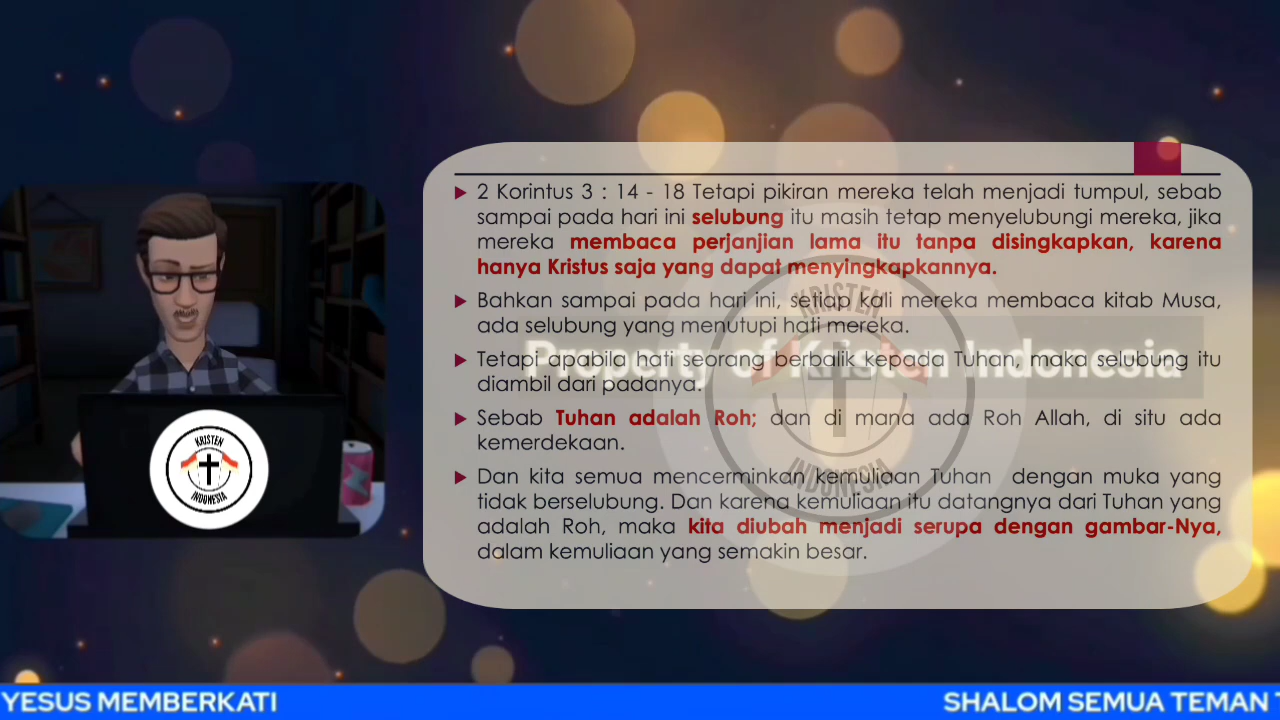 2 Korintus 3 : 14 - 18 Tetapi pikiran mereka telah menjadi tumpul, sebab
sampai pada hari ini selubung itu masih tetap menyelubungi mereka, jika
mereka membaca perjanjian lama itu tanpa disingkapkan, karena
hanya Kristus saja yang dapat menyingkapkannya.
Bahkan sampai pada hari ini, setiap kali mereka membaca kitab Musa,
ada selubung yang menutupi hati mereka.
Tetapi apabila hati seorang berbalik kepada Tuhan, maka selubung itu
diambil dari padanya.
Sebab Tuhan adalah Roh; dan di mana ada Roh Allah, di situ ada
kemerdekaan.
Dan kita semua mencerminkan kemuliaan Tuhan dengan muka yang
tidak berselubung. Dan karena kemuliaan itu datangnya dari Tuhan yang
adalah Roh, maka kita diubah menjadi serupa dengan gambar-Nya,
dalam kemuliaan yang semakin besar.
KRISTEN
Property of Kristen Indonesia
INDONESIA
KRISTEN
INDONESIA
YESUS MEMBERKATI
SHALOM SEMUA TEMAN T